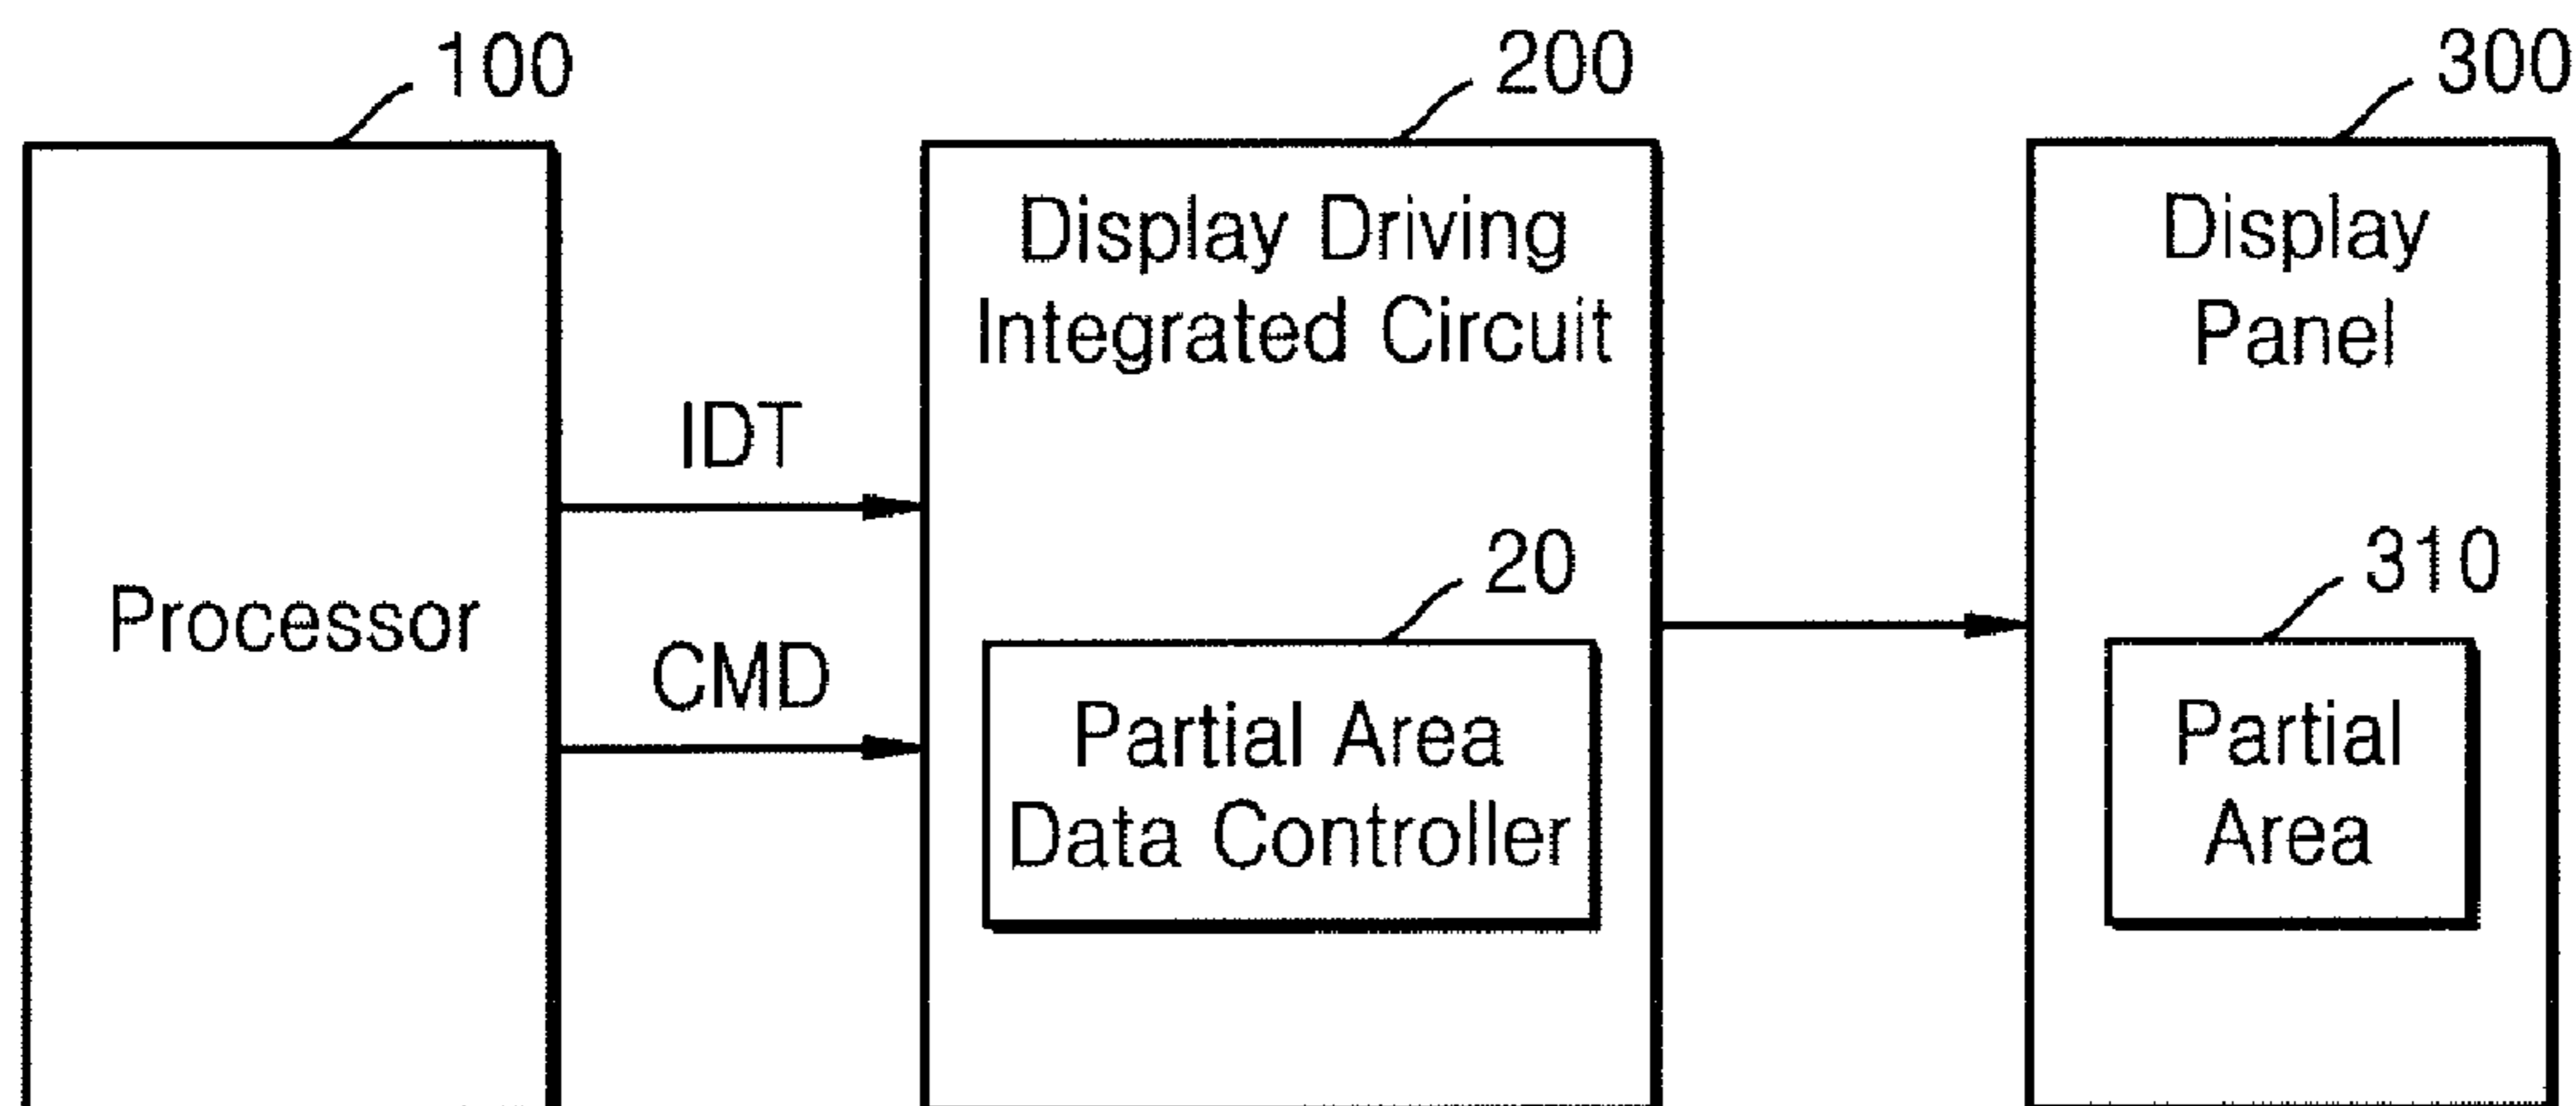 100
200
300
Processor
IDT
CMD
Display Driving
Integrated Circuit
20
Partial Area
Data Controller
Display
Panel
310
Partial
Area